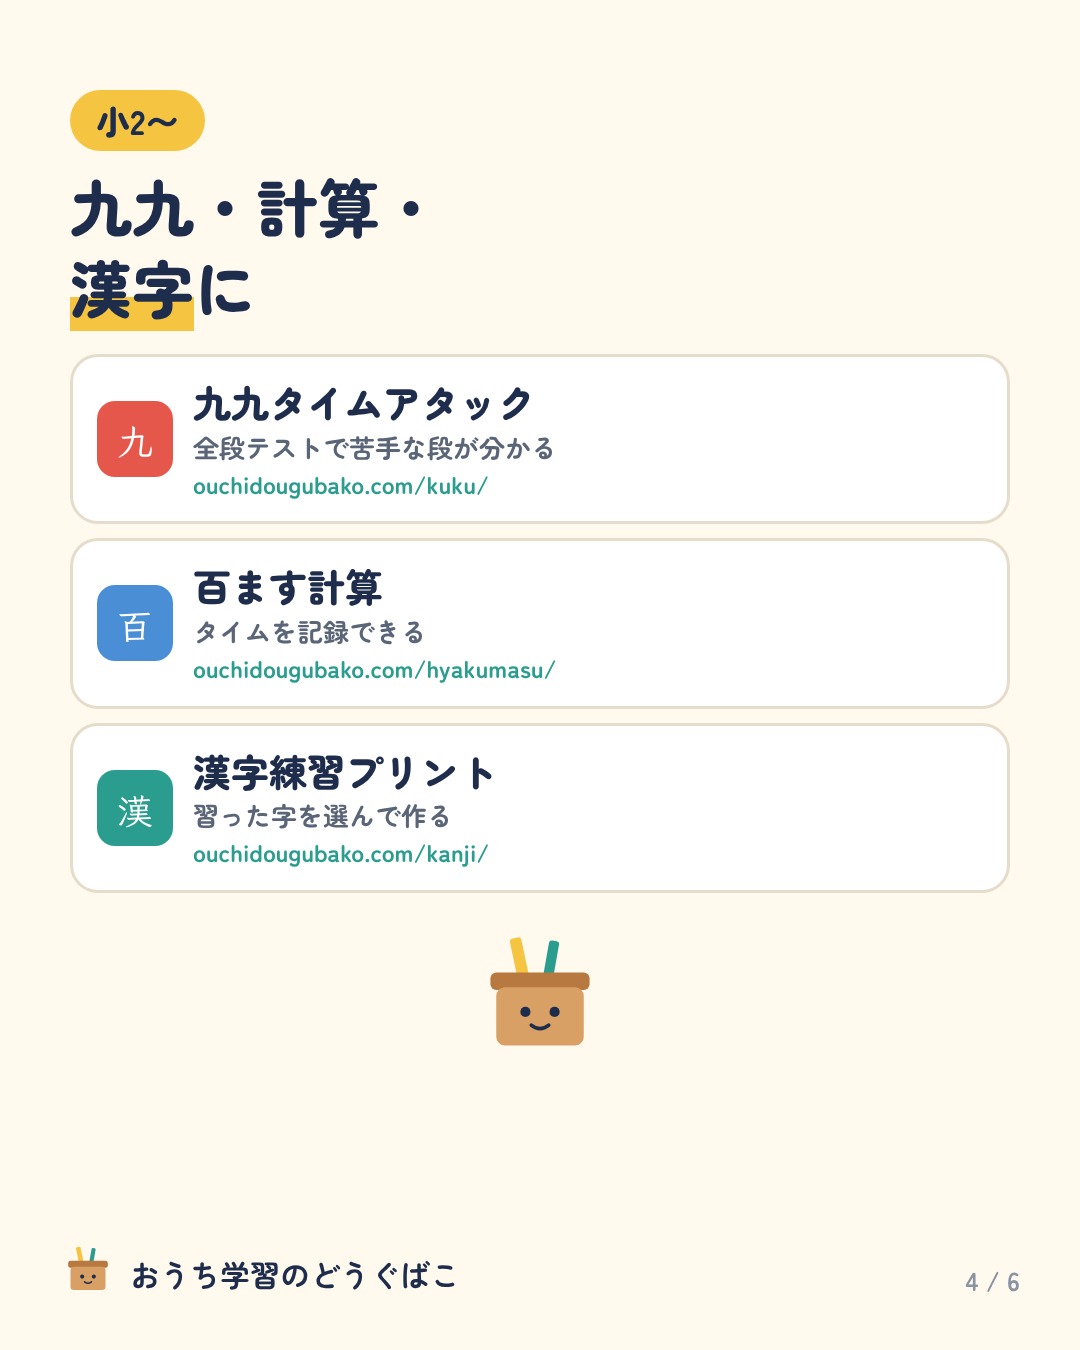 小2〜
九九・計算・
漢字に
九
九九タイムアタック
全段テストで苦手な段が分かる
ouchidougubako.com/kuku/
百
百ます計算
タイムを記録できる
ouchidougubako.com/hyakumasu/
漢
漢字練習プリント
習った字を選んで作る
ouchidougubako.com/kanji/
おうち学習のどうぐばこ
4 / 6